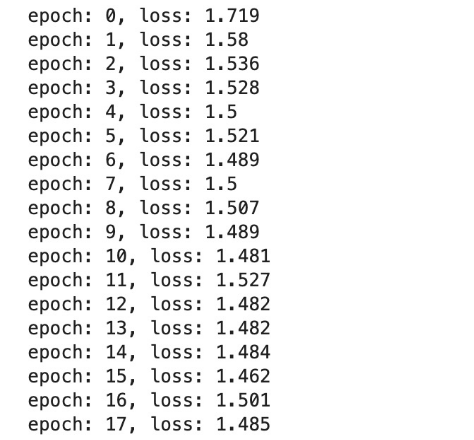 epoch: 0, loss: 1.719
epoch: 1, loss: 1.58
epoch: 2, loss: 1.536
epoch: 3, loss: 1.528
epoch: 4, loss: 1.5
epoch: 5, loss: 1.521
epoch: 6, loss: 1.489
epoch: 7, loss: 1.5
epoch: 8, loss: 1.507
epoch: 9, loss: 1.489
epoch: 10, loss: 1.481
epoch: 11, loss: 1.527
epoch: 12, loss: 1.482
epoch: 13, loss: 1.482
epoch: 14, loss: 1.484
epoch: 15, loss: 1.462
epoch: 16, loss: 1.501
epoch: 17, loss: 1.485